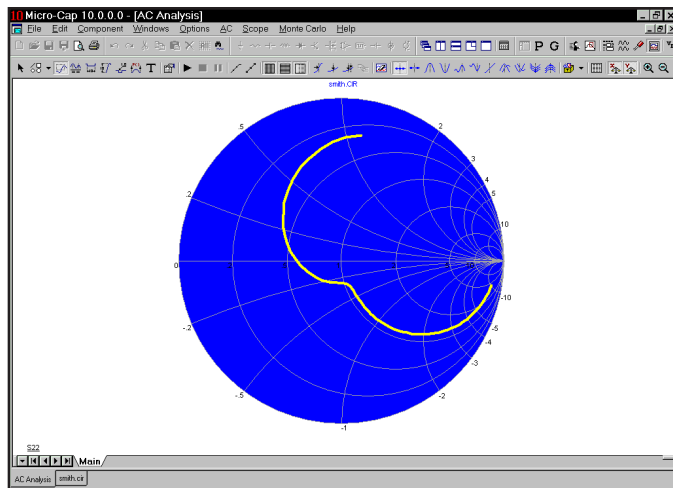 10 Micro-Cap 10.0.0.0 - [AC Analysis]
File Edit Component Windows Options AC Scope Monte Carlo Help
P G
T
smith.CIR
.5 2
3
4
.2 5
10
0
-10
-.2 -5
-4
-3
-.5 -2
-1
S22
Main
AC Analysis smith.cir